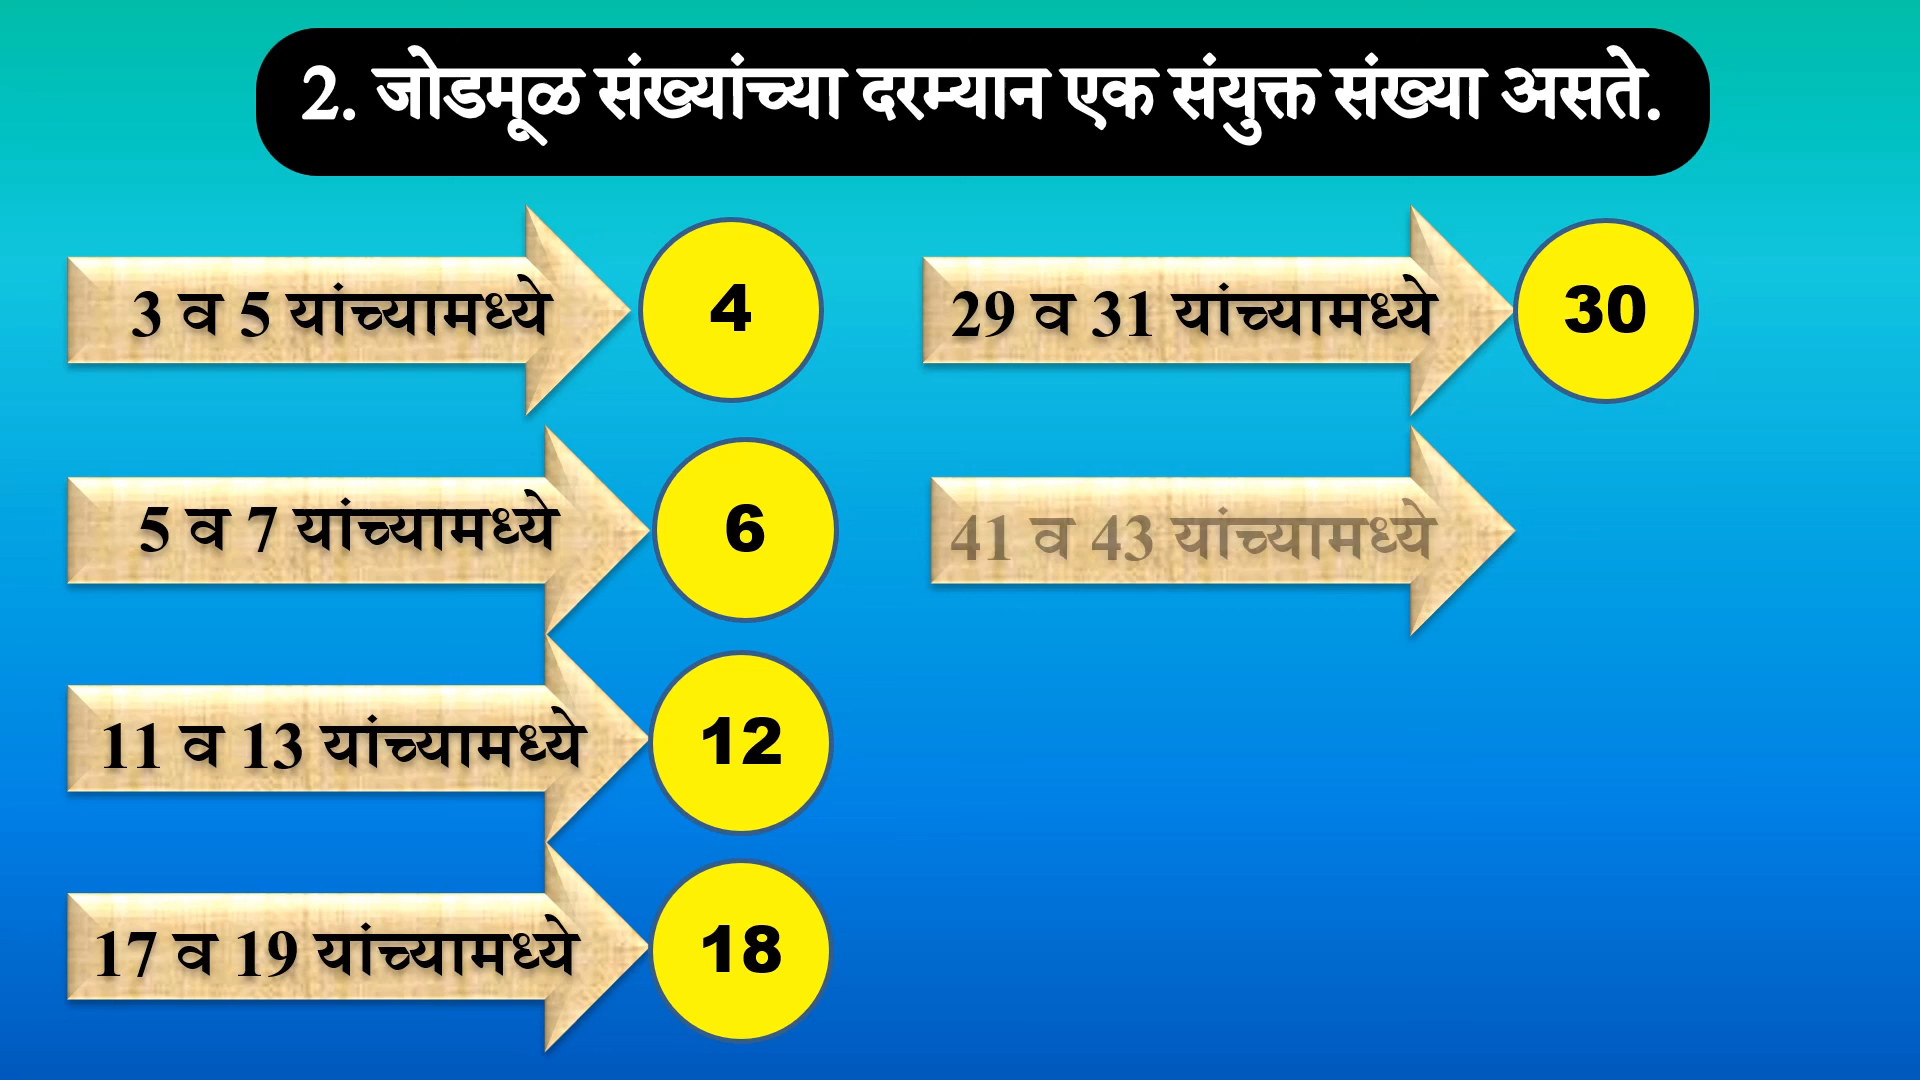 2. जोडमूळ संख्यांच्या दरम्यान एक संयुक्त संख्या असते.
3 व 5 यांच्यामध्ये
4
5 व 7 यांच्यामध्ये
6
11 व 13 यांच्यामध्ये
12
17 व 19 यांच्यामध्ये
18
29 व 31 यांच्यामध्ये
30
41 व 43 यांच्यामध्ये